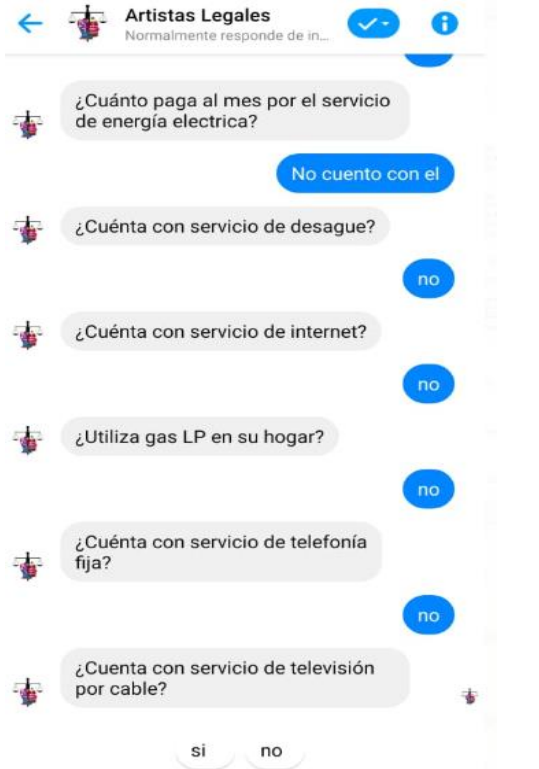 Artistas Legales
Normalmente responde de in...
¿Cuánto paga al mes por el servicio
de energía electrica?
No cuento con el
¿Cuénta con servicio de desague?
no
¿Cuénta con servicio de internet?
no
¿Utiliza gas LP en su hogar?
no
¿Cuénta con servicio de telefonía
fija?
no
¿Cuenta con servicio de televisión
por cable?
si no